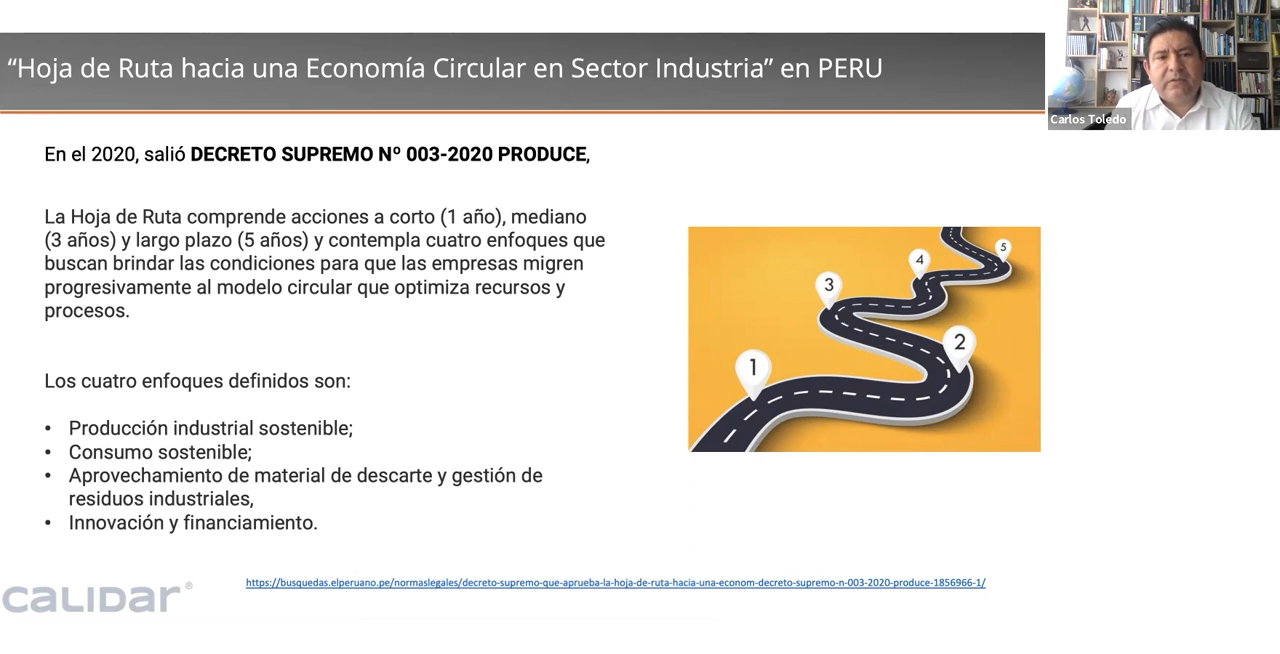 “Hoja de Ruta hacia una Economía Circular en Sector Industria” en PERU
Carlos Toledo
En el 2020, salió DECRETO SUPREMO Nº 003-2020 PRODUCE,
La Hoja de Ruta comprende acciones a corto (1 año), mediano
(3 años) y largo plazo (5 años) y contempla cuatro enfoques que
buscan brindar las condiciones para que las empresas migren
progresivamente al modelo circular que optimiza recursos y
procesos.
Los cuatro enfoques definidos son:
• Producción industrial sostenible;
• Consumo sostenible;
• Aprovechamiento de material de descarte y gestión de
residuos industriales,
• Innovación y financiamiento.
1
2
3
4
5
https://busquedas.elperuano.pe/normaslegales/decreto-supremo-que-aprueba-la-hoja-de-ruta-hacia-una-econom-decreto-supremo-n-003-2020-produce-1856966-1/
CALIDAR®